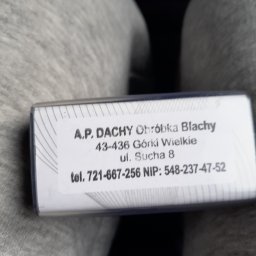 A.P. DACHY Obróbka Blachy
43-436 Górki Wielkie
ul. Sucha 8
tel. 721-667-256 NIP: 548-237-47-52